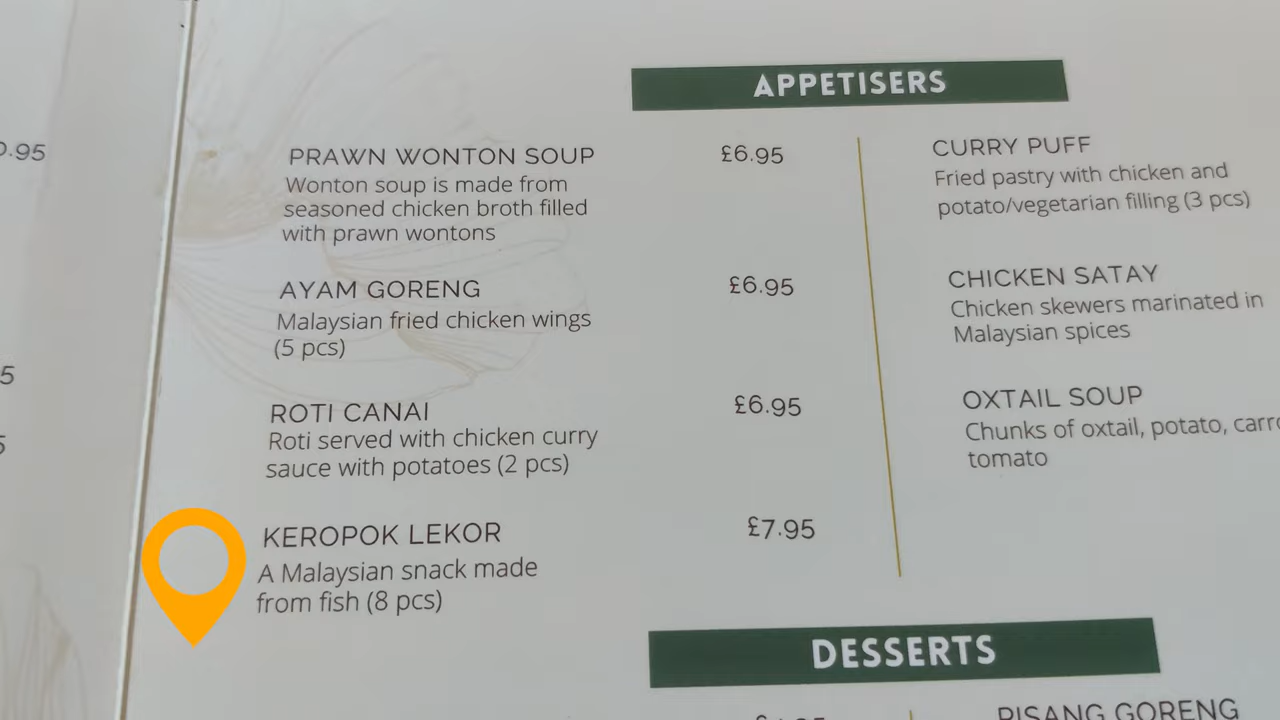 APPETISERS
PRAWN WONTON SOUP £6.95
Wonton soup is made from
seasoned chicken broth filled
with prawn wontons
AYAM GORENG £6.95
Malaysian fried chicken wings
(5 pcs)
ROTI CANAI £6.95
Roti served with chicken curry
sauce with potatoes (2 pcs)
KEROPOK LEKOR £7.95
A Malaysian snack made
from fish (8 pcs)
CURRY PUFF
Fried pastry with chicken and
potato/vegetarian filling (3 pcs)
CHICKEN SATAY
Chicken skewers marinated in
Malaysian spices
OXTAIL SOUP
Chunks of oxtail, potato,
tomato
DESSERTS
PISANG GORENG